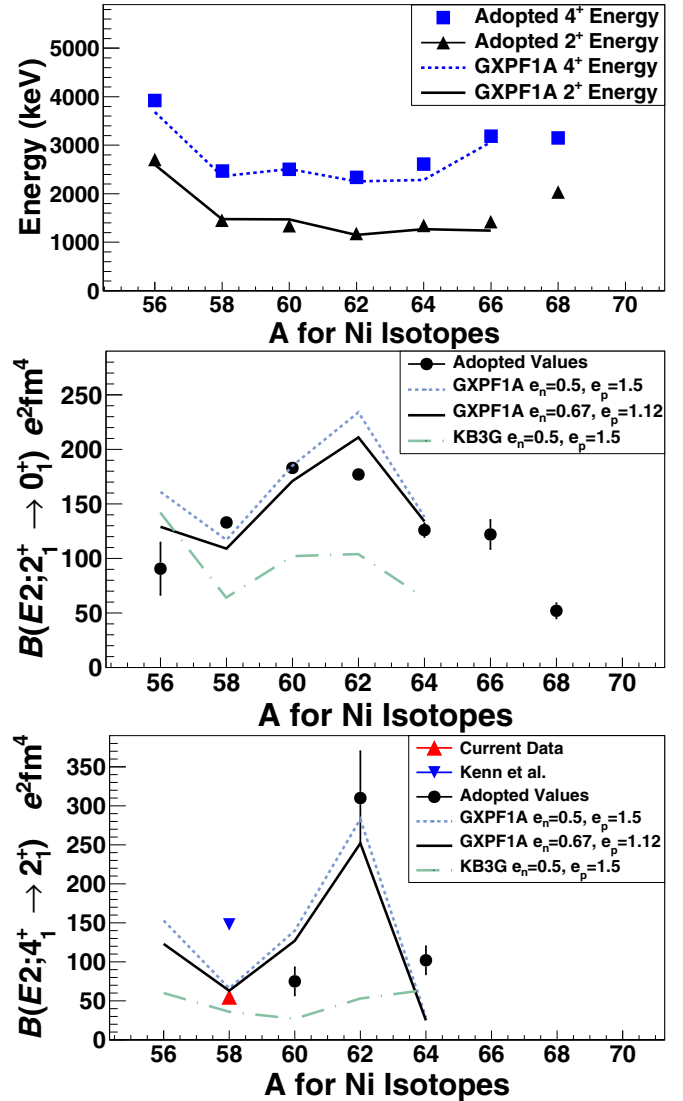 Adopted 4⁺ Energy
Adopted 2⁺ Energy
GXPF1A 4⁺ Energy
GXPF1A 2⁺ Energy
Energy (keV)
5000
4000
3000
2000
1000
0
56 58 60 62 64 66 68 70
A for Ni Isotopes
Adopted Values
GXPF1A eₙ=0.5, eₚ=1.5
GXPF1A eₙ=0.67, eₚ=1.12
KB3G eₙ=0.5, eₚ=1.5
B(E2;2⁺₁ → 0⁺₁) e²fm⁴
250
200
150
100
50
0
56 58 60 62 64 66 68 70
A for Ni Isotopes
Current Data
Kenn et al.
Adopted Values
GXPF1A eₙ=0.5, eₚ=1.5
GXPF1A eₙ=0.67, eₚ=1.12
KB3G eₙ=0.5, eₚ=1.5
B(E2;4⁺₁ → 2⁺₁) e²fm⁴
350
300
250
200
150
100
50
0
56 58 60 62 64 66 68 70
A for Ni Isotopes